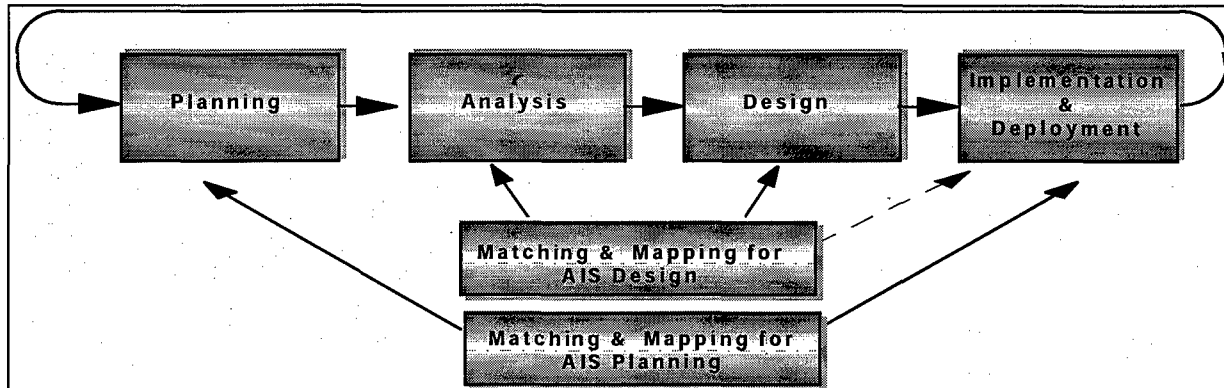 Planning
Analysis
Design
Implementation
&
Deployment
Matching & Mapping for
AIS Design
Matching & Mapping for
AIS Planning